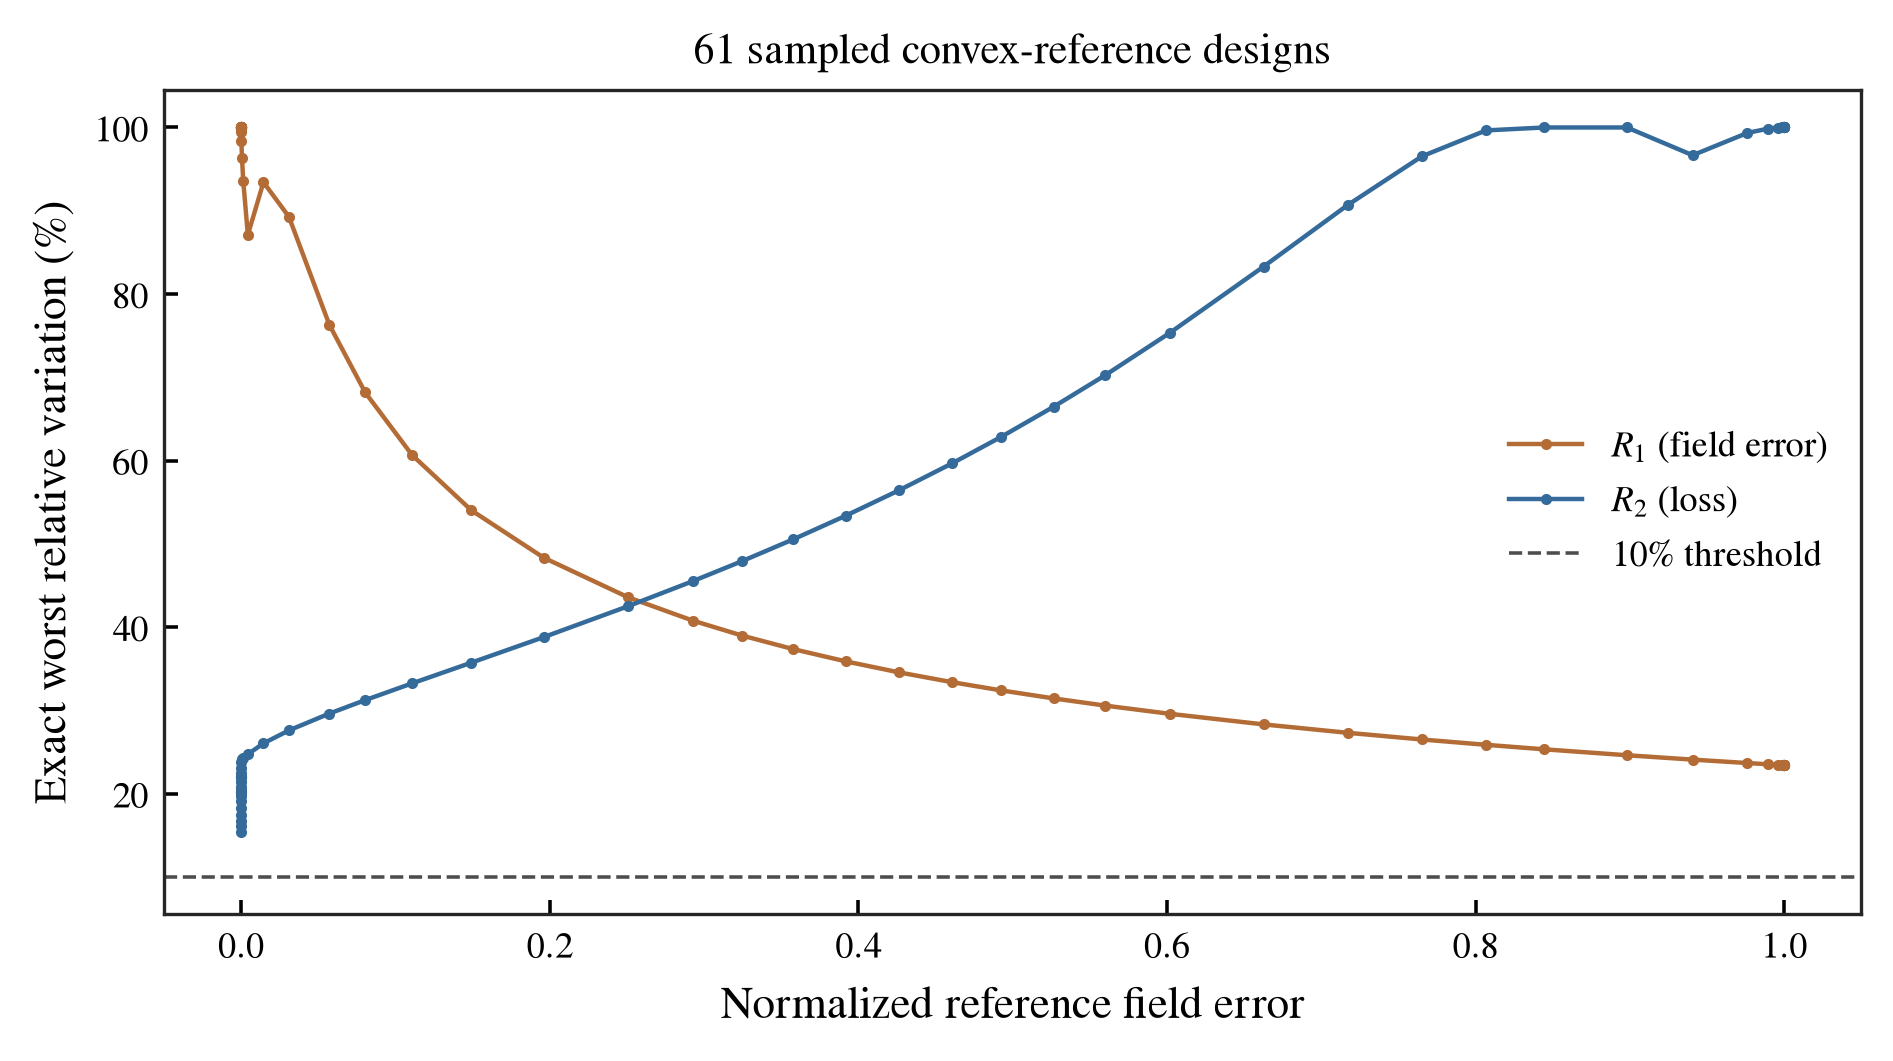 61 sampled convex-reference designs
Exact worst relative variation (%)
100
80
60
40
20
R₁ (field error)
R₂ (loss)
10% threshold
0.0 0.2 0.4 0.6 0.8 1.0
Normalized reference field error